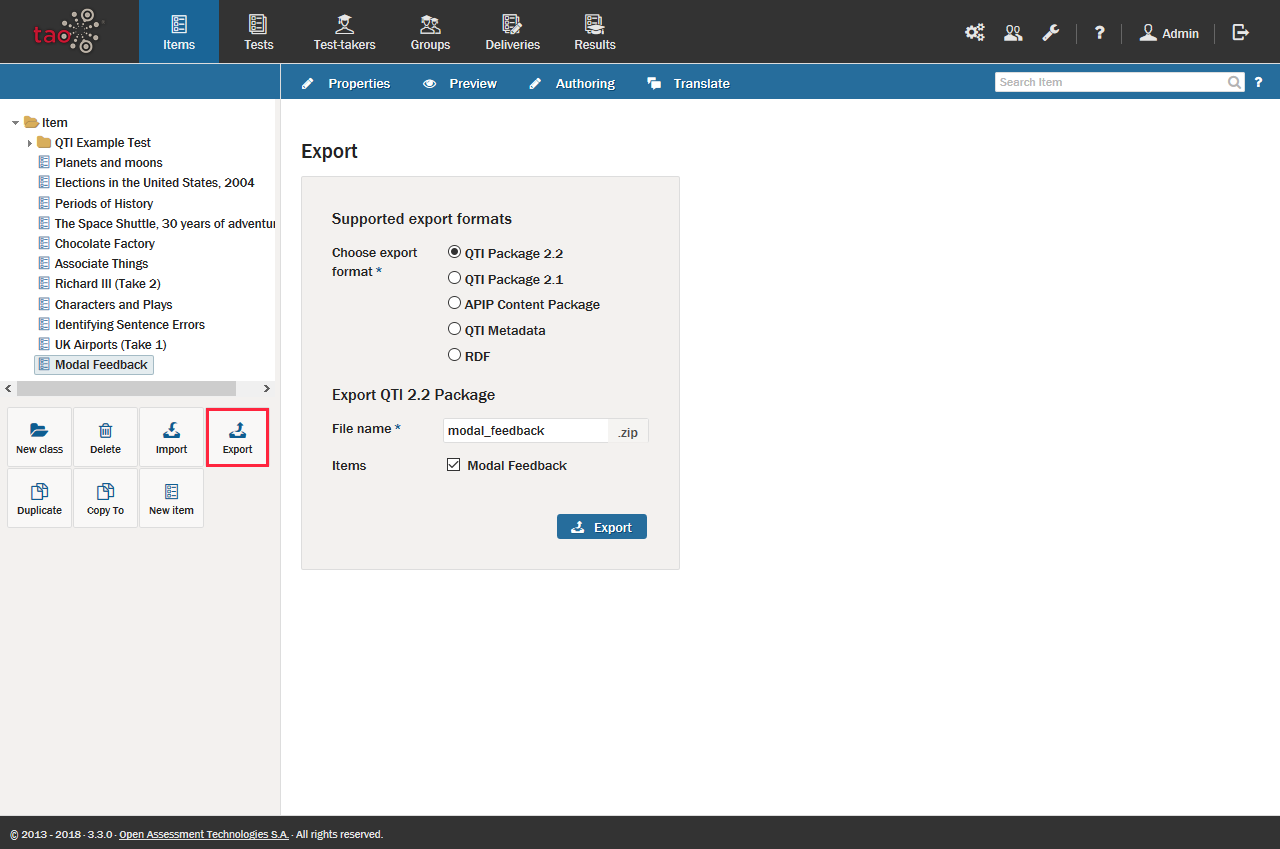 tao
Items
Tests
Test-takers
Groups
Deliveries
Results
?
Admin
Properties
Preview
Authoring
Translate
Search Item
?
Item
QTI Example Test
Planets and moons
Elections in the United States, 2004
Periods of History
The Space Shuttle, 30 years of adventur
Chocolate Factory
Associate Things
Richard III (Take 2)
Characters and Plays
Identifying Sentence Errors
UK Airports (Take 1)
Modal Feedback
New class
Delete
Import
Export
Duplicate
Copy To
New item
Export
Supported export formats
Choose export
format *
QTI Package 2.2
QTI Package 2.1
APIP Content Package
QTI Metadata
RDF
Export QTI 2.2 Package
File name *
modal_feedback
.zip
Items
Modal Feedback
Export
© 2013 - 2018 · 3.3.0 · Open Assessment Technologies S.A. · All rights reserved.